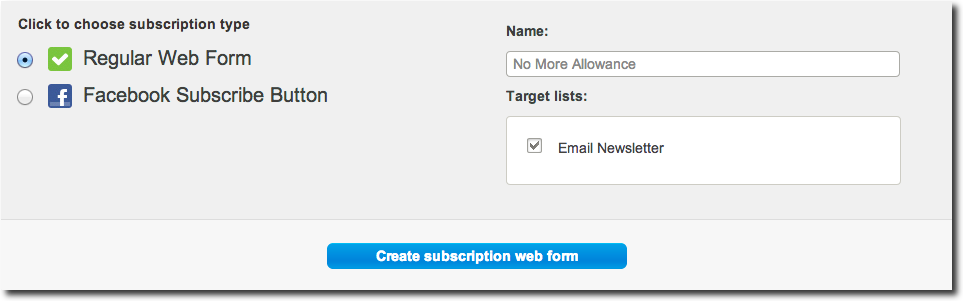 Click to choose subscription type
Regular Web Form
Facebook Subscribe Button
Name:
No More Allowance
Target lists:
Email Newsletter
Create subscription web form